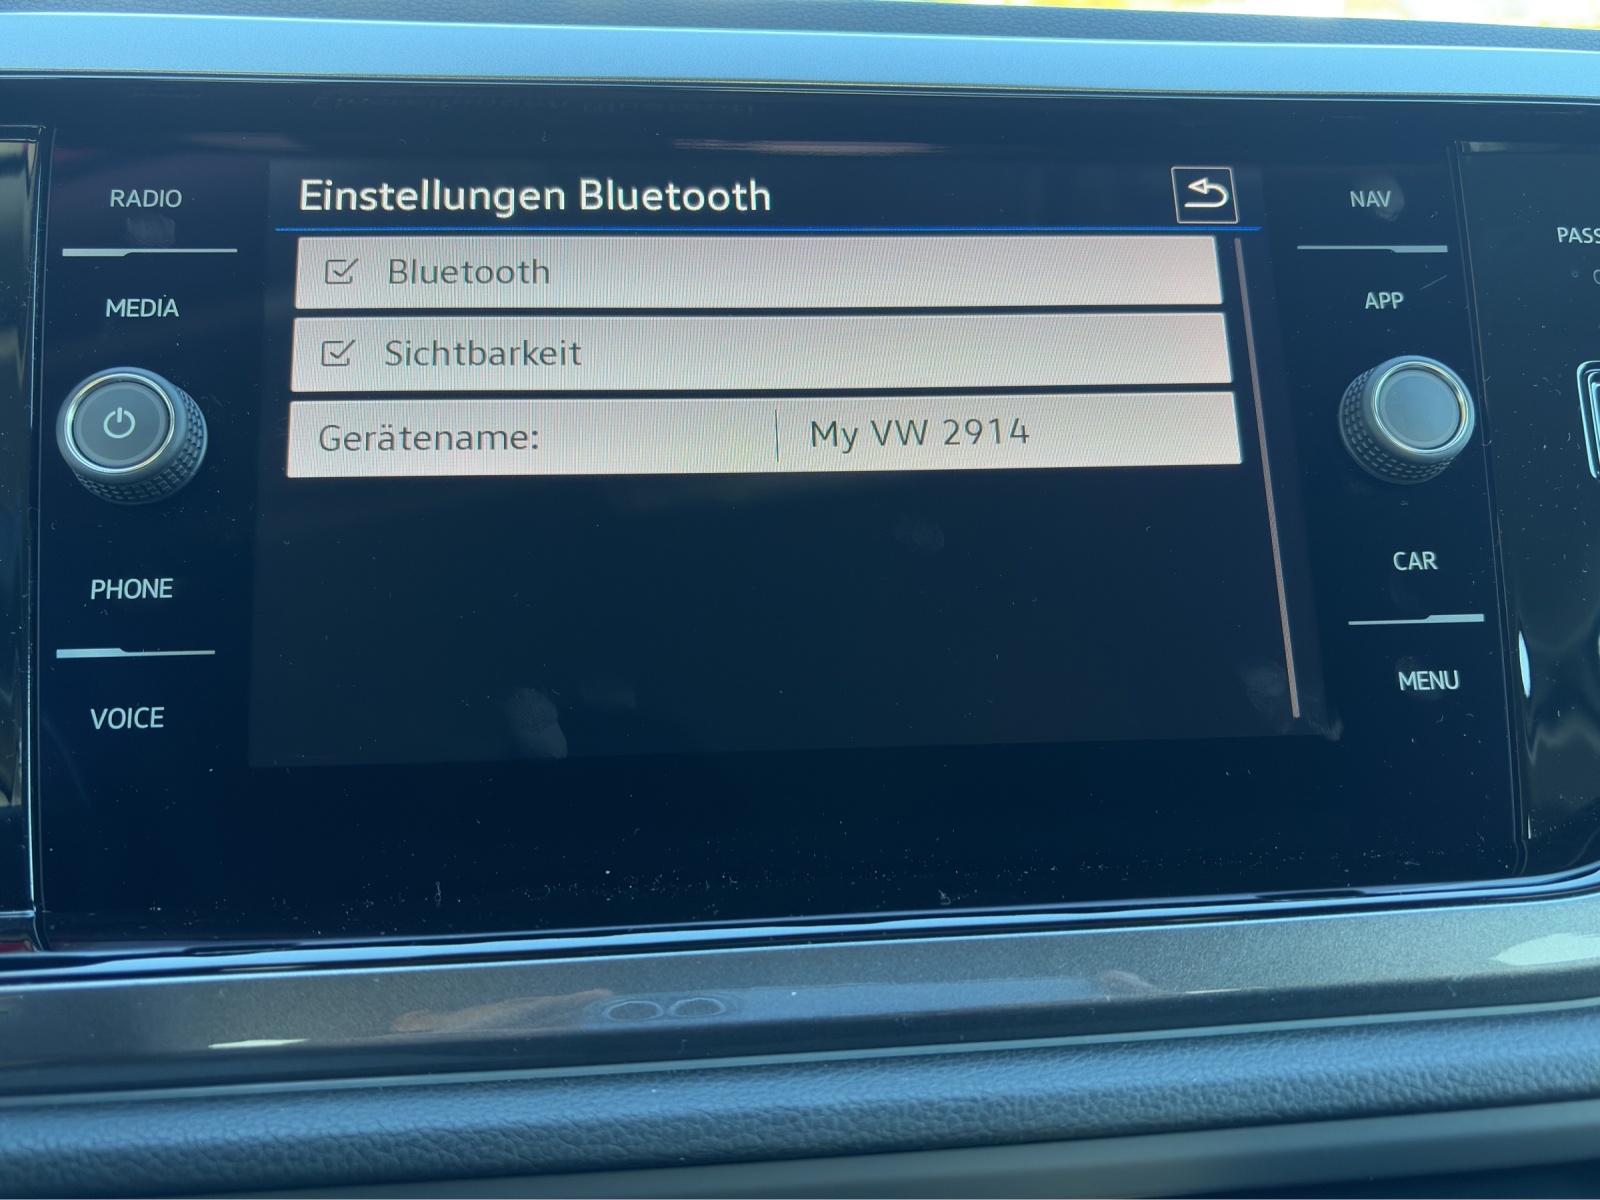 Einstellungen Bluetooth
Bluetooth
Sichtbarkeit
Gerätename: My VW 2914
RADIO
MEDIA
PHONE
VOICE
NAV
APP
CAR
MENU